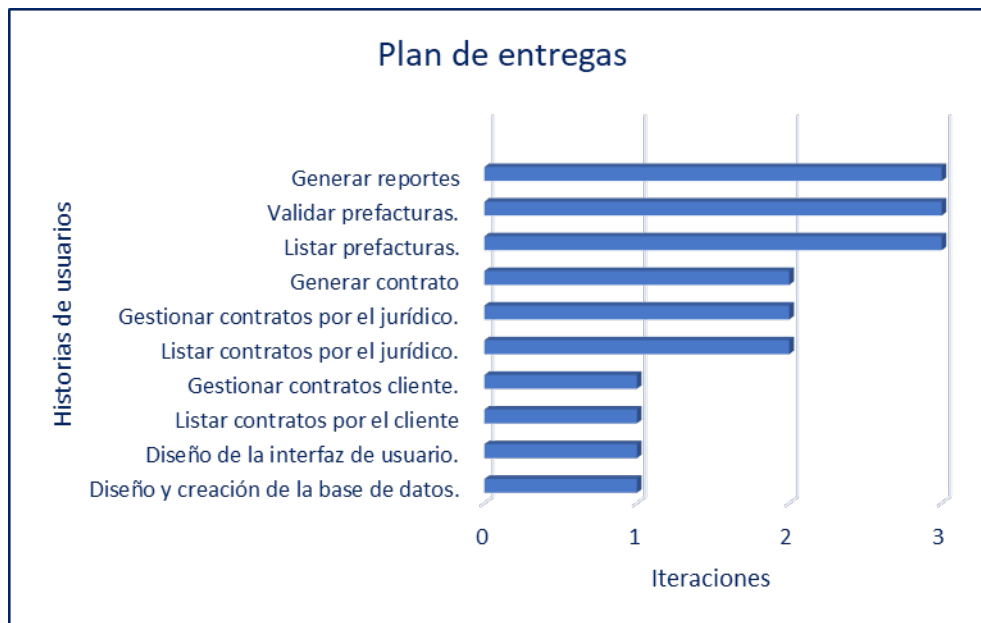 Plan de entregas
Historias de usuarios
Generar reportes
Validar prefacturas.
Listar prefacturas.
Generar contrato
Gestionar contratos por el jurídico.
Listar contratos por el jurídico.
Gestionar contratos cliente.
Listar contratos por el cliente
Diseño de la interfaz de usuario.
Diseño y creación de la base de datos.
0 1 2 3
Iteraciones